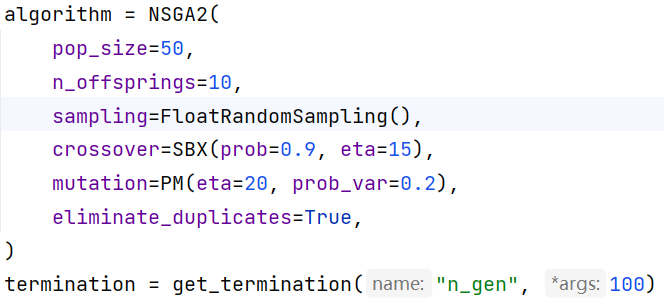 algorithm = NSGA2(
    pop_size=50,
    n_offsprings=10,
    sampling=FloatRandomSampling(),
    crossover=SBX(prob=0.9, eta=15),
    mutation=PM(eta=20, prob_var=0.2),
    eliminate_duplicates=True,
)
termination = get_termination( name: "n_gen", *args: 100)